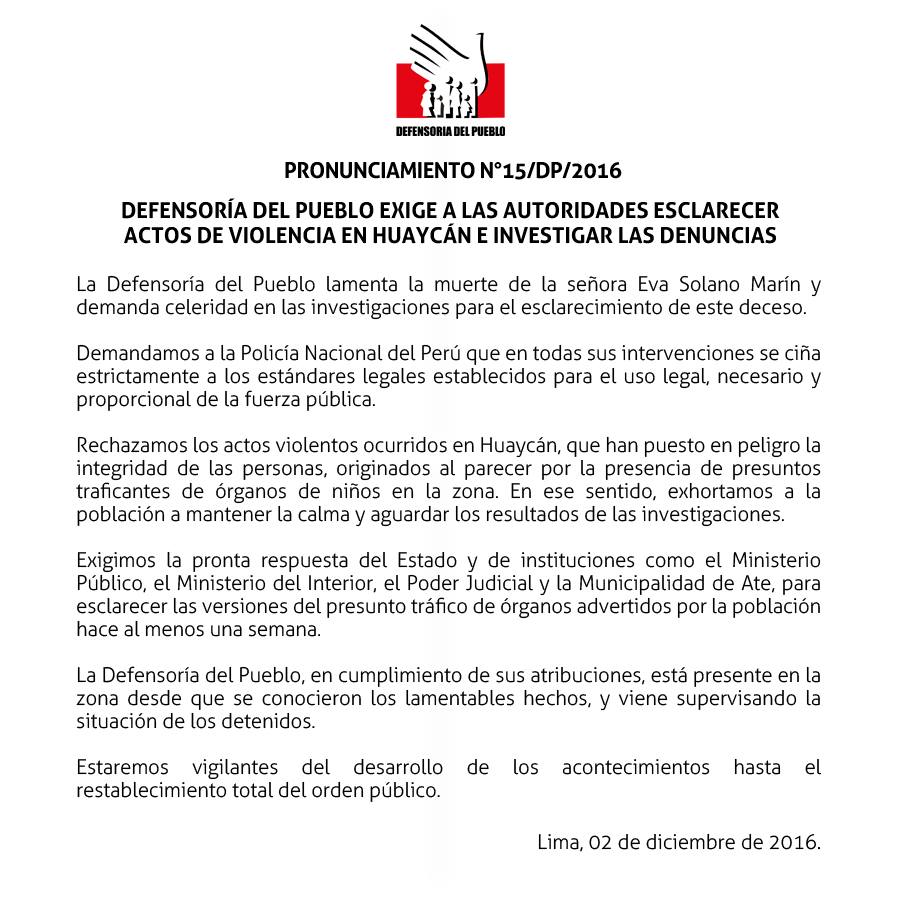 DEFENSORIA DEL PUEBLO
PRONUNCIAMIENTO N°15/DP/2016
DEFENSORÍA DEL PUEBLO EXIGE A LAS AUTORIDADES ESCLARECER
ACTOS DE VIOLENCIA EN HUAYCÁN E INVESTIGAR LAS DENUNCIAS
La Defensoría del Pueblo lamenta la muerte de la señora Eva Solano Marín y
demanda celeridad en las investigaciones para el esclarecimiento de este deceso.
Demandamos a la Policía Nacional del Perú que en todas sus intervenciones se ciña
estrictamente a los estándares legales establecidos para el uso legal, necesario y
proporcional de la fuerza pública.
Rechazamos los actos violentos ocurridos en Huaycán, que han puesto en peligro la
integridad de las personas, originados al parecer por la presencia de presuntos
traficantes de órganos de niños en la zona. En ese sentido, exhortamos a la
población a mantener la calma y aguardar los resultados de las investigaciones.
Exigimos la pronta respuesta del Estado y de instituciones como el Ministerio
Público, el Ministerio del Interior, el Poder Judicial y la Municipalidad de Ate, para
esclarecer las versiones del presunto tráfico de órganos advertidos por la población
hace al menos una semana.
La Defensoría del Pueblo, en cumplimiento de sus atribuciones, está presente en la
zona desde que se conocieron los lamentables hechos, y viene supervisando la
situación de los detenidos.
Estaremos vigilantes del desarrollo de los acontecimientos hasta el
restablecimiento total del orden público.
Lima, 02 de diciembre de 2016.